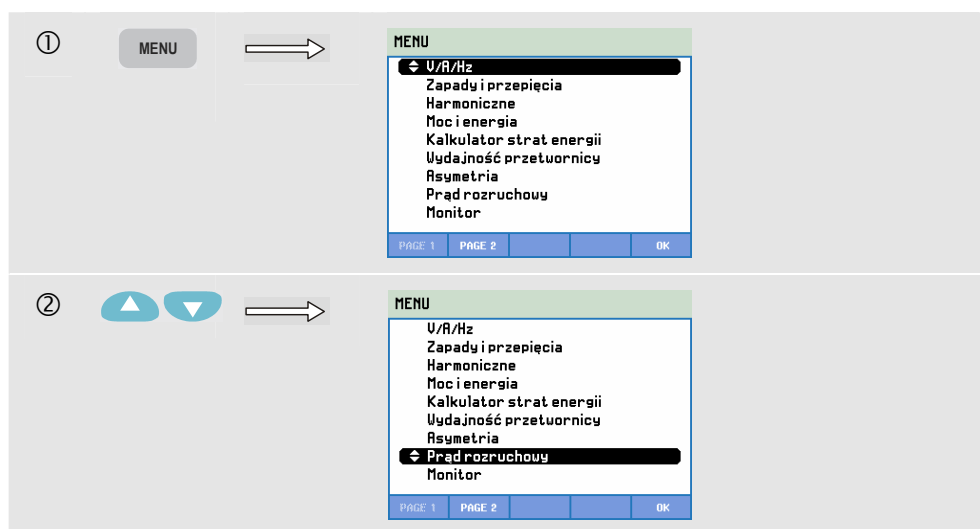 ①
MENU
MENU
V/A/Hz
Zapady i przepięcia
Harmoniczne
Moc i energia
Kalkulator strat energii
Wydajność przetwornicy
Asymetria
Prąd rozruchowy
Monitor
PAGE 1 PAGE 2 OK
②
MENU
V/A/Hz
Zapady i przepięcia
Harmoniczne
Moc i energia
Kalkulator strat energii
Wydajność przetwornicy
Asymetria
Prąd rozruchowy
Monitor
PAGE 1 PAGE 2 OK